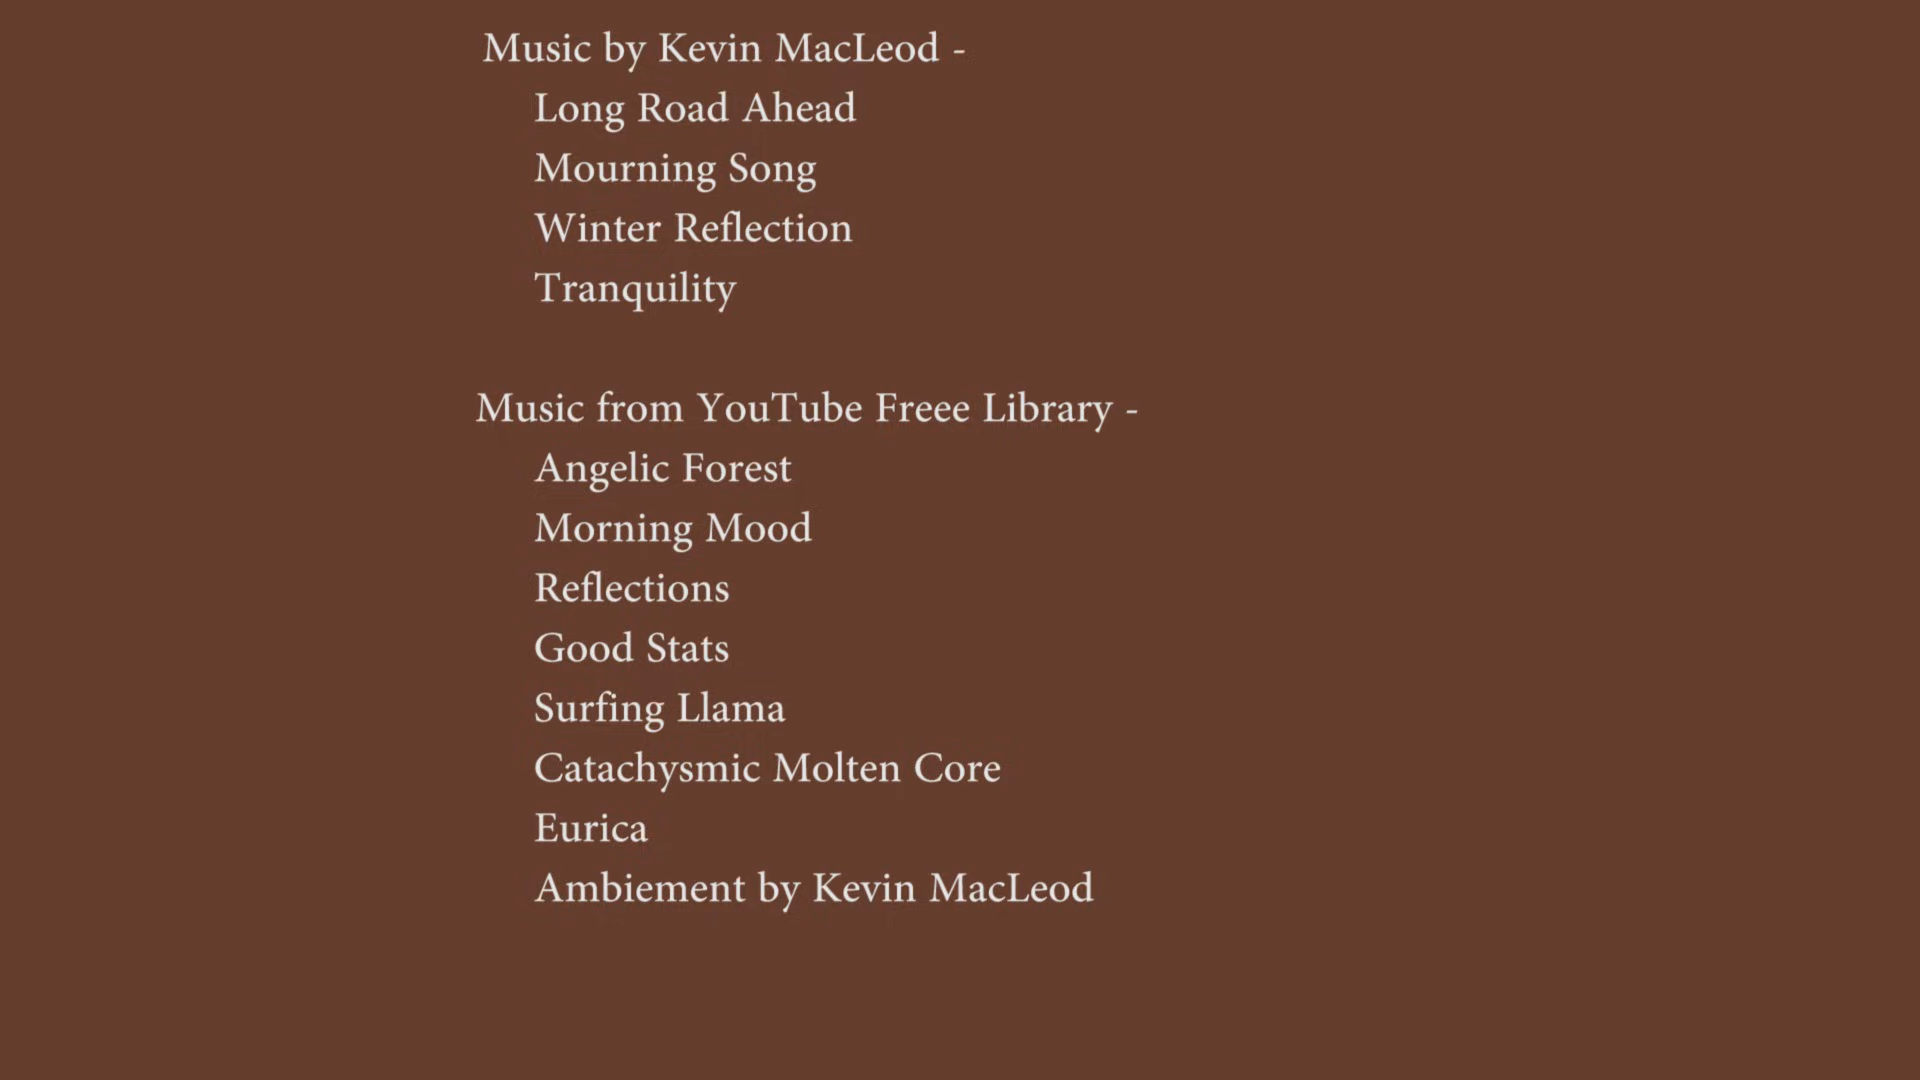 Music by Kevin MacLeod -
Long Road Ahead
Mourning Song
Winter Reflection
Tranquility
Music from YouTube Freee Library -
Angelic Forest
Morning Mood
Reflections
Good Stats
Surfing Llama
Catachysmic Molten Core
Eurica
Ambiement by Kevin MacLeod